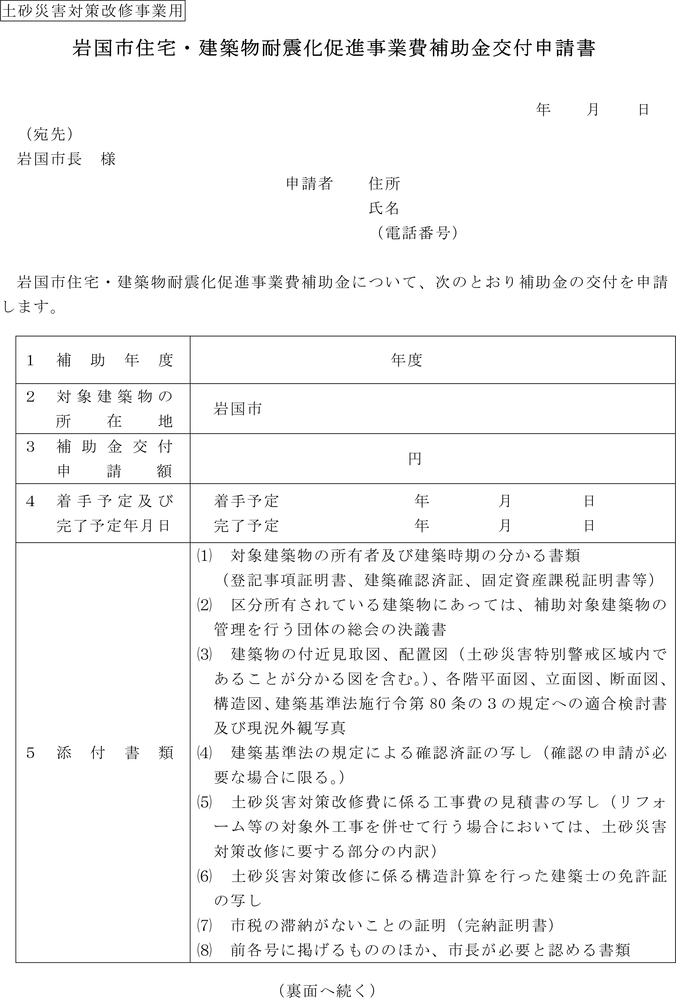 土砂災害対策改修事業用
岩国市住宅・建築物耐震化促進事業費補助金交付申請書
年　　月　　日
（宛先）
岩国市長　様
申請者　　住所
氏名
（電話番号）
岩国市住宅・建築物耐震化促進事業費補助金について、次のとおり補助金の交付を申請
します。
1　補助年度　　年度
2　対象建築物の
所在地　　岩国市
3　補助金交付
申請額　　円
4　着手予定及び　　着手予定　　年　　月　　日
完了予定年月日　　完了予定　　年　　月　　日
5　添付書類
⑴　対象建築物の所有者及び建築時期の分かる書類
（登記事項証明書、建築確認済証、固定資産課税証明書等）
⑵　区分所有されている建築物にあっては、補助対象建築物の
管理を行う団体の総会の決議書
⑶　建築物の付近見取図、配置図（土砂災害特別警戒区域内で
あることが分かる図を含む。）、各階平面図、立面図、断面図、
構造図、建築基準法施行令第80条の3の規定への適合検討書
及び現況外観写真
⑷　建築基準法の規定による確認済証の写し（確認の申請が必
要な場合に限る。）
⑸　土砂災害対策改修費に係る工事費の見積書の写し（リフォ
ーム等の対象外工事を併せて行う場合においては、土砂災害
対策改修に要する部分の内訳）
⑹　土砂災害対策改修に係る構造計算を行った建築士の免許証
の写し
⑺　市税の滞納がないことの証明（完納証明書）
⑻　前各号に掲げるもののほか、市長が必要と認める書類
（裏面へ続く）